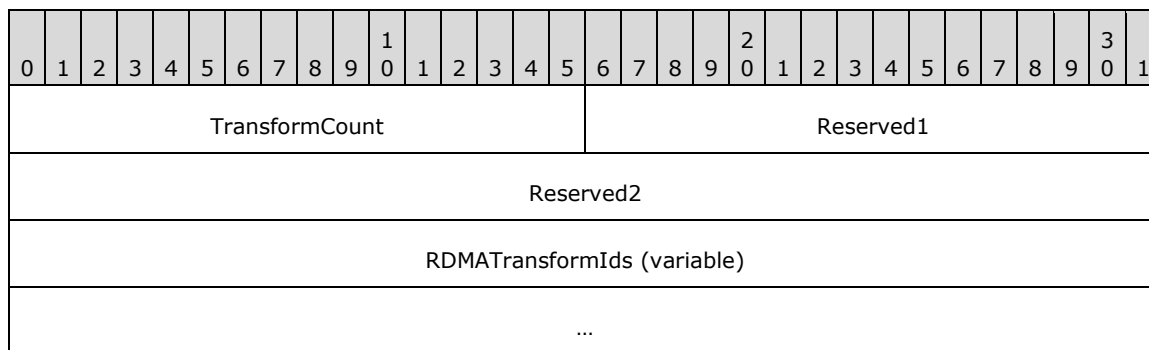 1 2 3
0 1 2 3 4 5 6 7 8 9 0 1 2 3 4 5 6 7 8 9 0 1 2 3 4 5 6 7 8 9 0 1
TransformCount Reserved1
Reserved2
RDMATransformIds (variable)
...